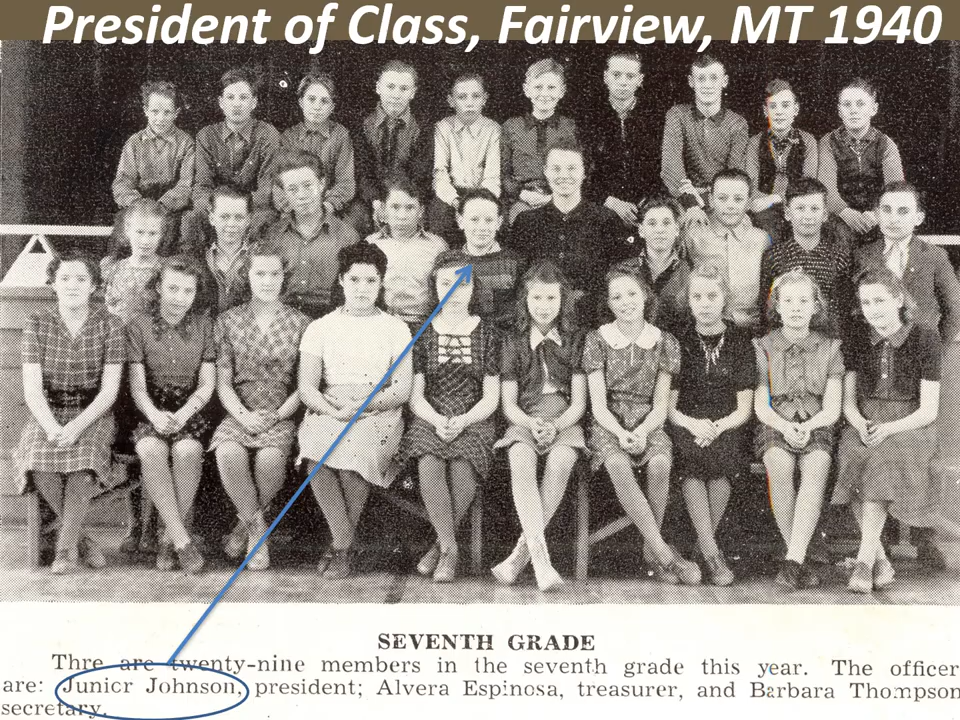 President of Class, Fairview, MT 1940
SEVENTH GRADE
Thre are twenty-nine members in the seventh grade this year. The officer
are: Junior Johnson, president; Alvera Espinosa, treasurer, and Barbara Thompson
secretary.